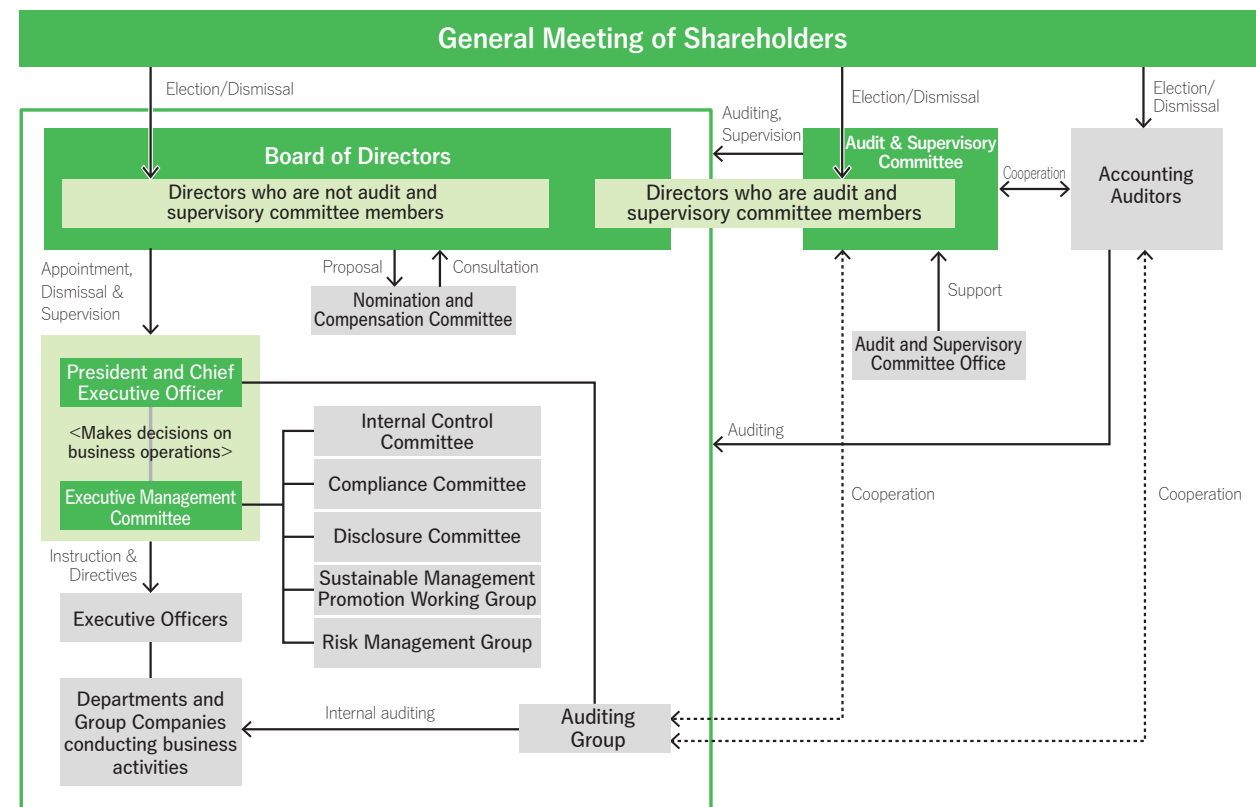 General Meeting of Shareholders
Election/Dismissal
Election/Dismissal
Election/
Dismissal
Auditing,
Supervision
Board of Directors
Audit & Supervisory
Committee
Directors who are not audit and
supervisory committee members
Directors who are audit and
supervisory committee members
Cooperation
Accounting
Auditors
Appointment,
Dismissal &
Supervision
Proposal
Consultation
Nomination and
Compensation Committee
Support
Audit and Supervisory
Committee Office
President and Chief
Executive Officer
<Makes decisions on
business operations>
Executive Management
Committee
Internal Control
Committee
Compliance Committee
Disclosure Committee
Sustainable Management
Promotion Working Group
Risk Management Group
Auditing
Cooperation
Cooperation
Instruction &
Directives
Executive Officers
Departments and
Group Companies
conducting business
activities
Internal auditing
Auditing
Group